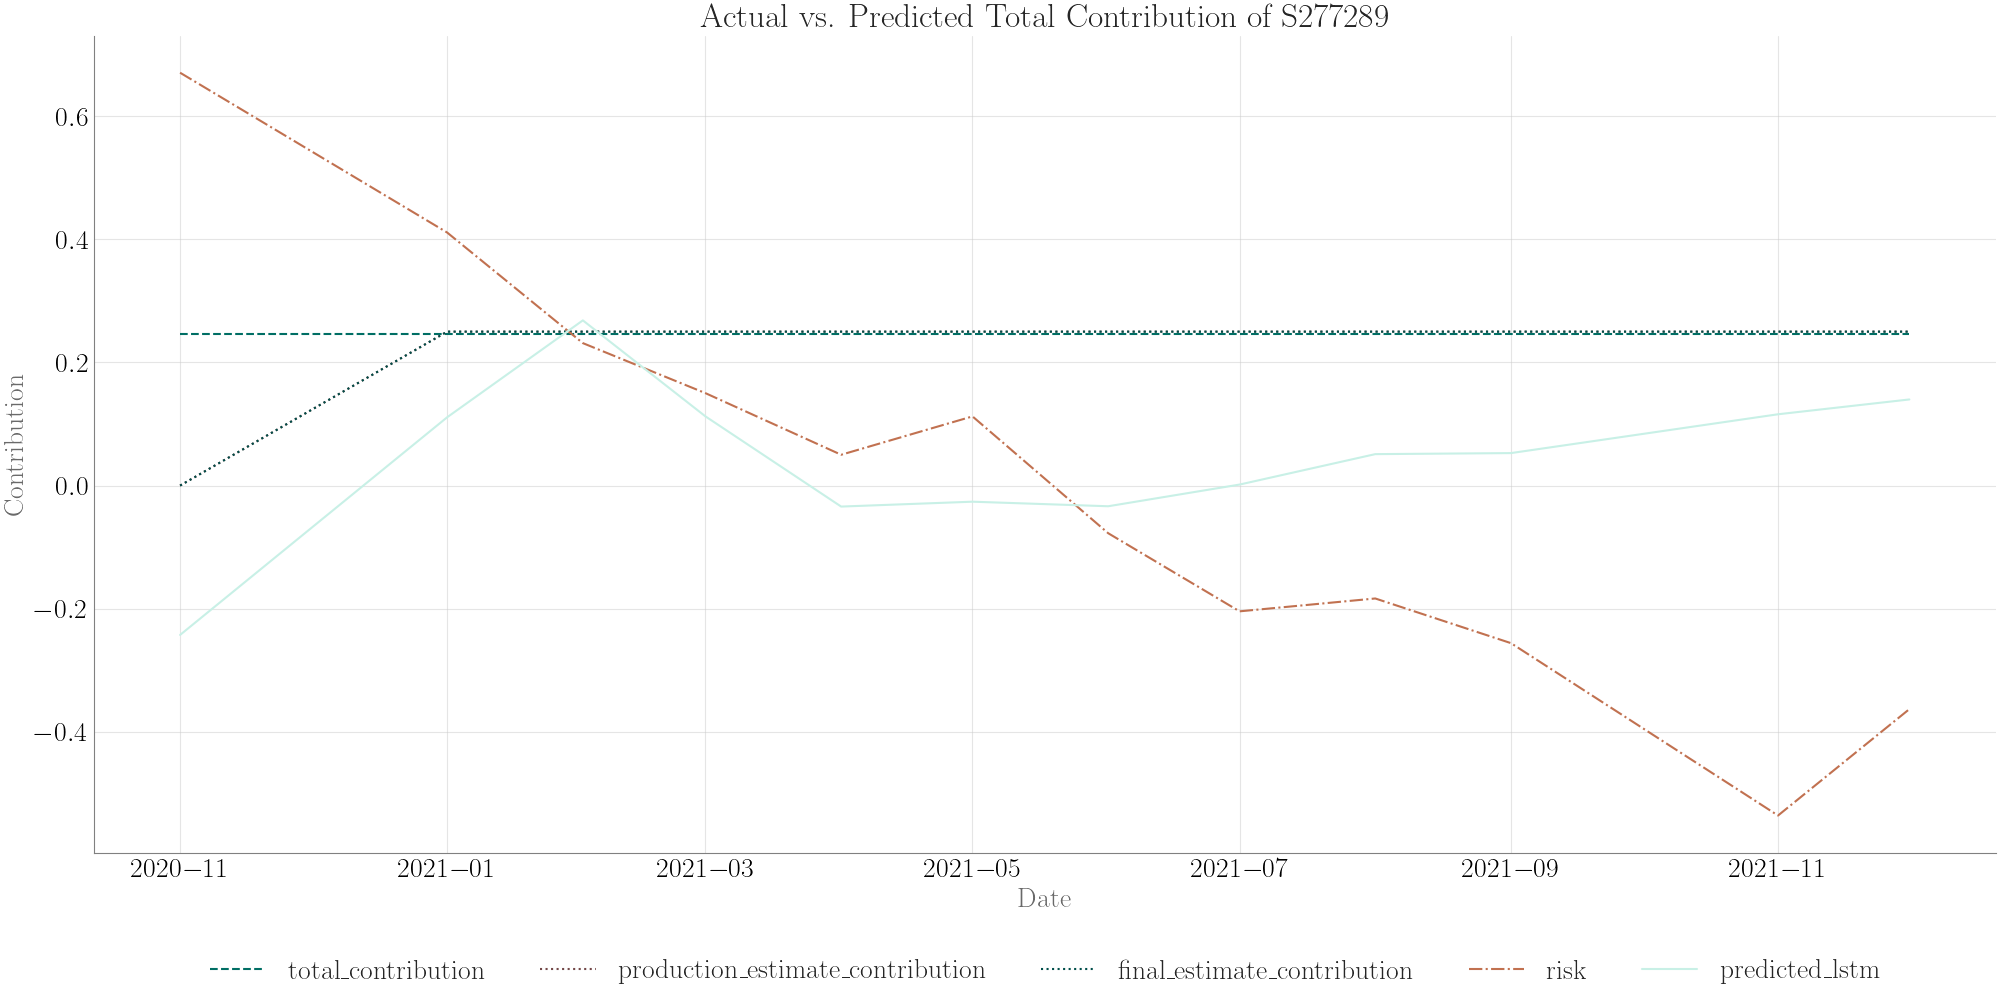 Actual vs. Predicted Total Contribution of S277289
Contribution
0.6
0.4
0.2
0.0
−0.2
−0.4
2020−11 2021−01 2021−03 2021−05 2021−07 2021−09 2021−11
Date
total_contribution production_estimate_contribution final_estimate_contribution risk predicted_lstm